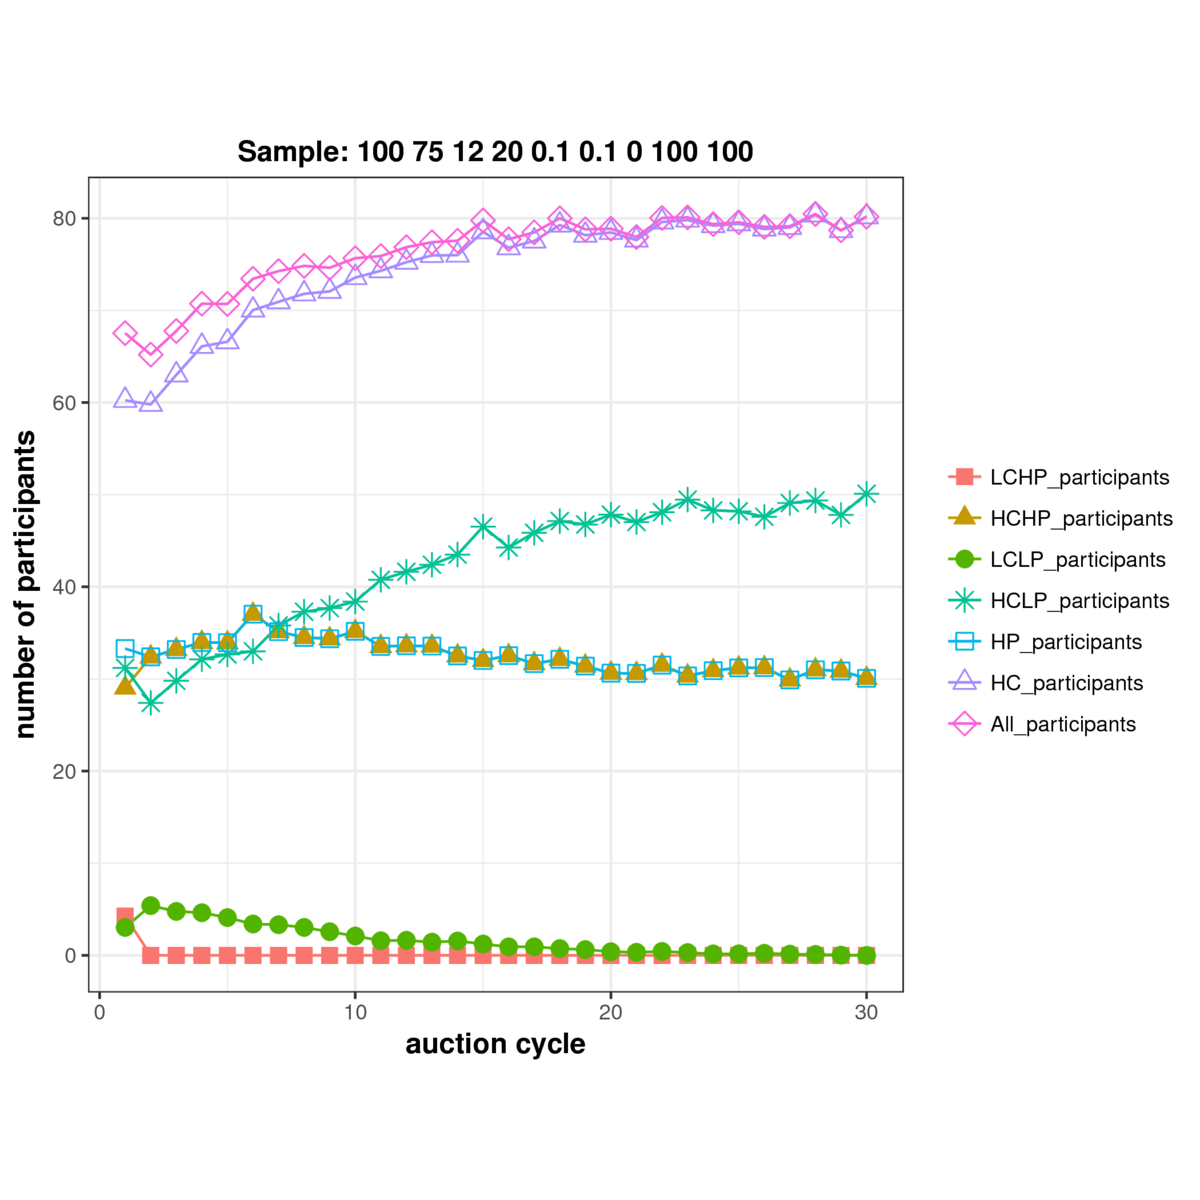 Sample: 100 75 12 20 0.1 0.1 0 100 100
80
60
40
20
0
number of participants
0
10
20
30
auction cycle
LCHP_participants
HCHP_participants
LCLP_participants
HCLP_participants
HP_participants
HC_participants
All_participants